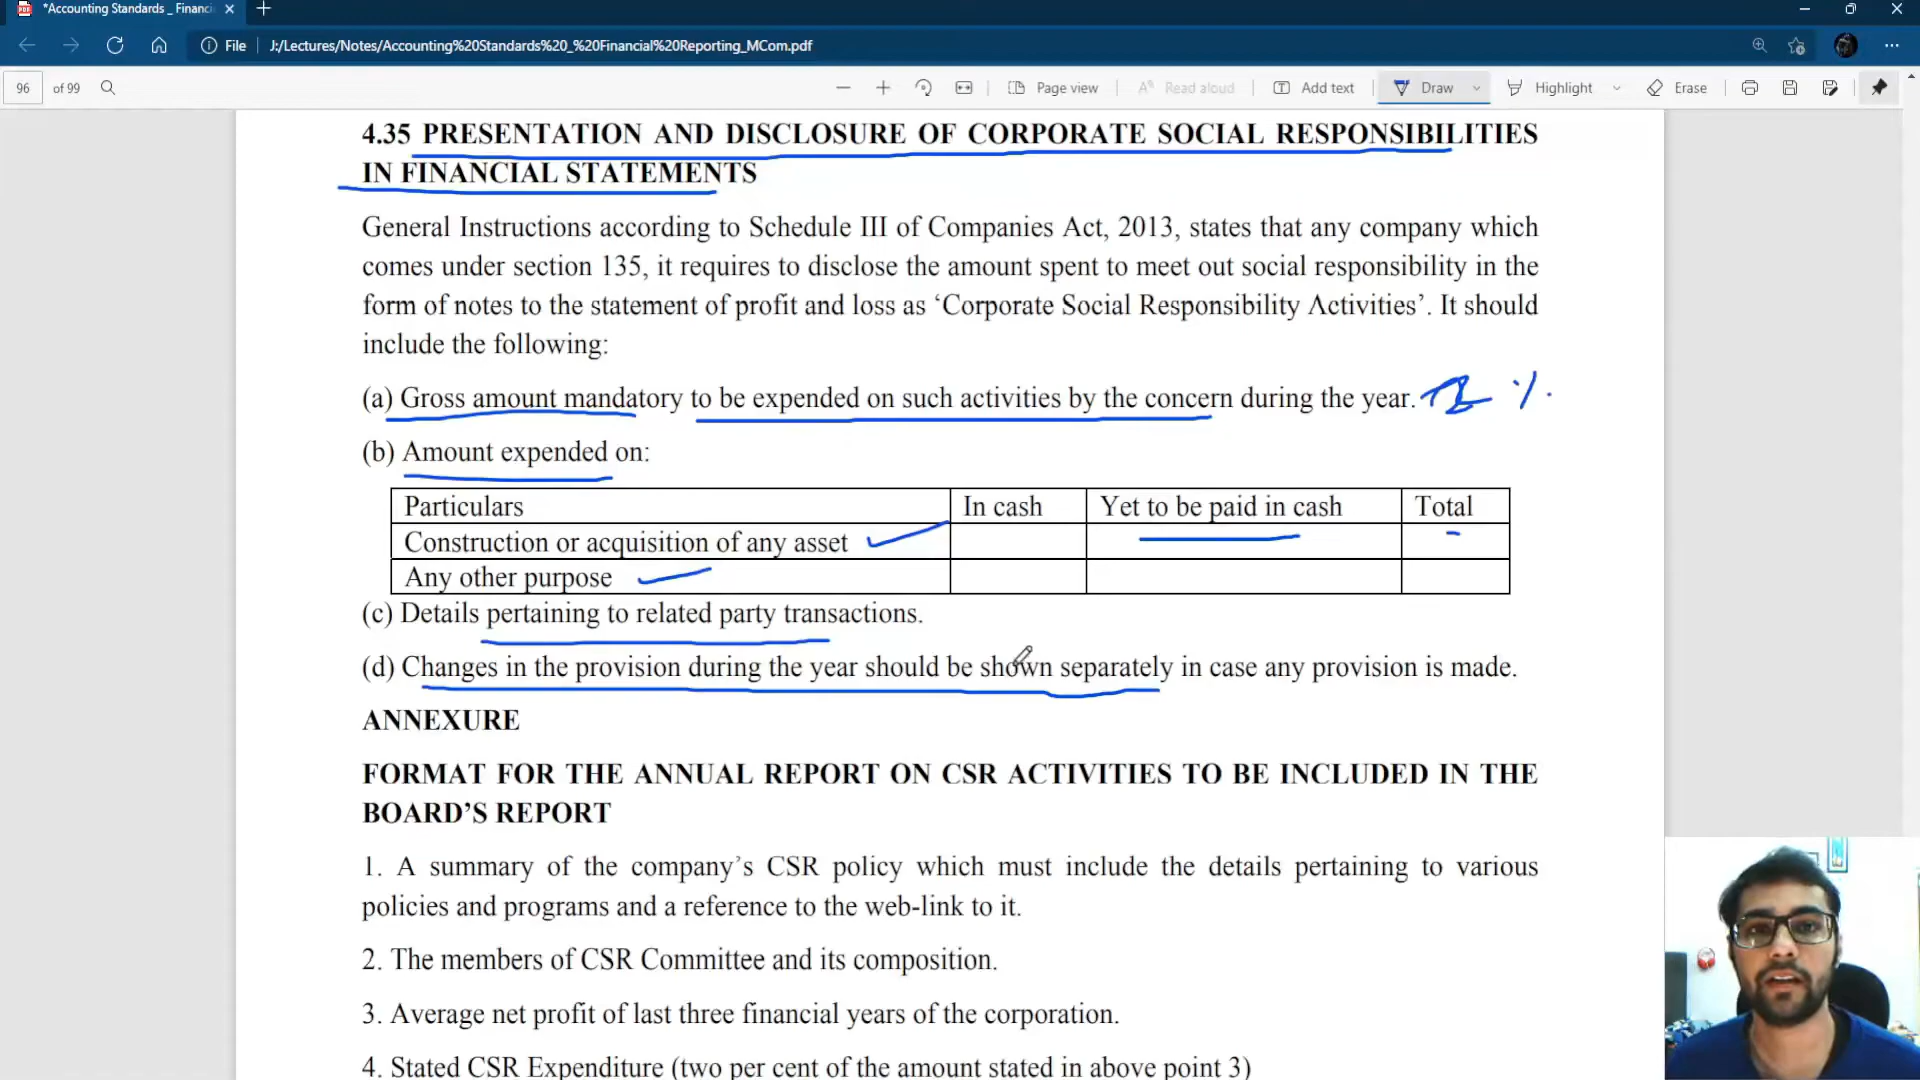 *Accounting Standards _ Financi
File J:/Lectures/Notes/Accounting%20Standards%20_%20Financial%20Reporting_MCom.pdf
96 of 99 Page view Read aloud Add text Draw Highlight Erase
4.35 PRESENTATION AND DISCLOSURE OF CORPORATE SOCIAL RESPONSIBILITIES
IN FINANCIAL STATEMENTS
General Instructions according to Schedule III of Companies Act, 2013, states that any company which
comes under section 135, it requires to disclose the amount spent to meet out social responsibility in the
form of notes to the statement of profit and loss as ‘Corporate Social Responsibility Activities’. It should
include the following:
(a) Gross amount mandatory to be expended on such activities by the concern during the year. 2 %
(b) Amount expended on:
Particulars In cash Yet to be paid in cash Total
Construction or acquisition of any asset
Any other purpose
(c) Details pertaining to related party transactions.
(d) Changes in the provision during the year should be shown separately in case any provision is made.
ANNEXURE
FORMAT FOR THE ANNUAL REPORT ON CSR ACTIVITIES TO BE INCLUDED IN THE
BOARD’S REPORT
1. A summary of the company’s CSR policy which must include the details pertaining to various
policies and programs and a reference to the web-link to it.
2. The members of CSR Committee and its composition.
3. Average net profit of last three financial years of the corporation.
4. Stated CSR Expenditure (two per cent of the amount stated in above point 3)